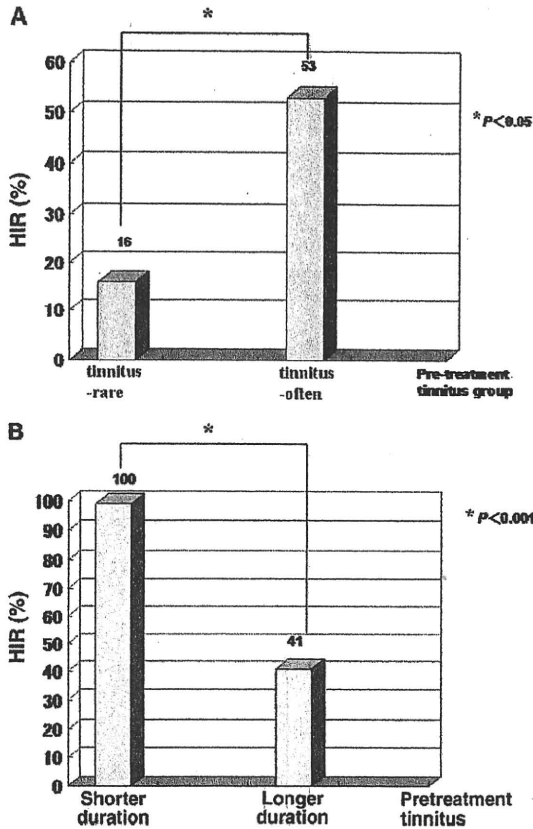 A
*
60
53
*P<0.05
50
40
HIR (%)
30
16
20
10
0
tinnitus
-rare
tinnitus
-often
Pre-treatment
tinnitus group
B
*
100
100
*P<0.001
90
80
70
60
HIR (%)
50
41
40
30
20
10
0
Shorter
duration
Longer
duration
Pretreatment
tinnitus